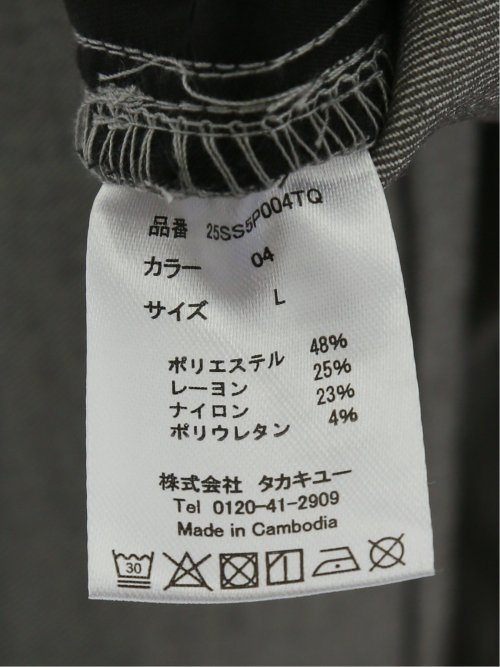 品番 25SS5P004TQ
カラー 04
サイズ L
ポリエステル 48%
レーヨン 25%
ナイロン 23%
ポリウレタン 4%
株式会社 タカキユー
Tel 0120-41-2909
Made in Cambodia
30